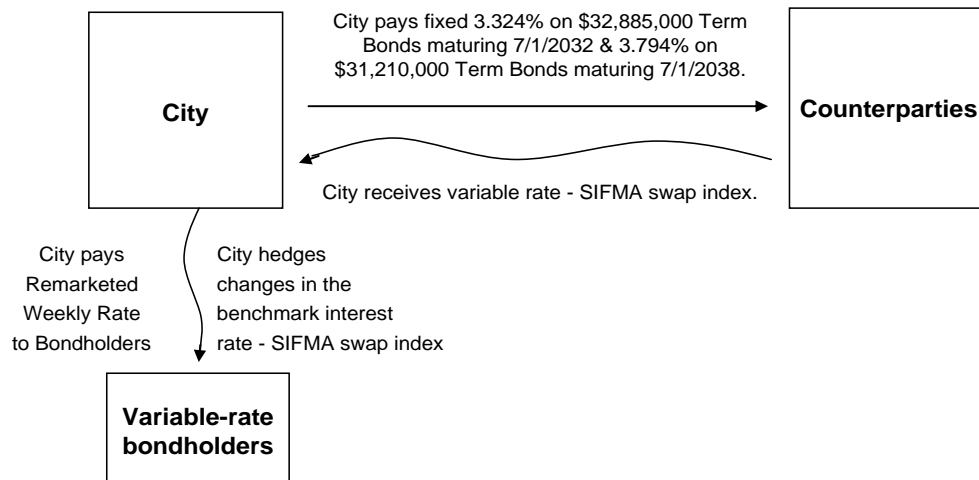 City pays fixed 3.324% on $32,885,000 Term
Bonds maturing 7/1/2032 & 3.794% on
$31,210,000 Term Bonds maturing 7/1/2038.
City
Counterparties
City receives variable rate - SIFMA swap index.
City pays
Remarketed
Weekly Rate
to Bondholders
City hedges
changes in the
benchmark interest
rate - SIFMA swap index
Variable-rate
bondholders